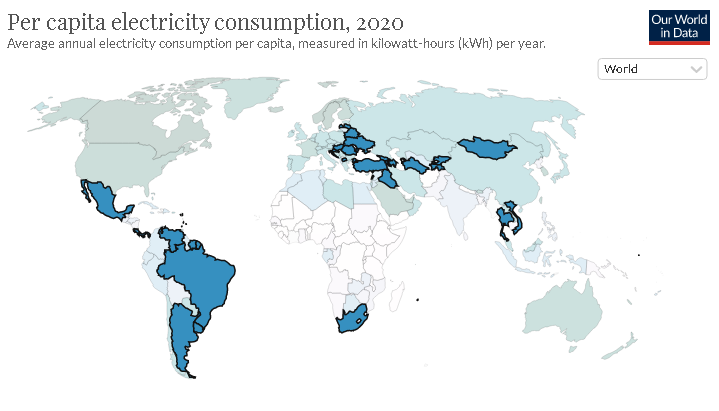 Per capita electricity consumption, 2020
Average annual electricity consumption per capita, measured in kilowatt-hours (kWh) per year.
Our World
in Data
World